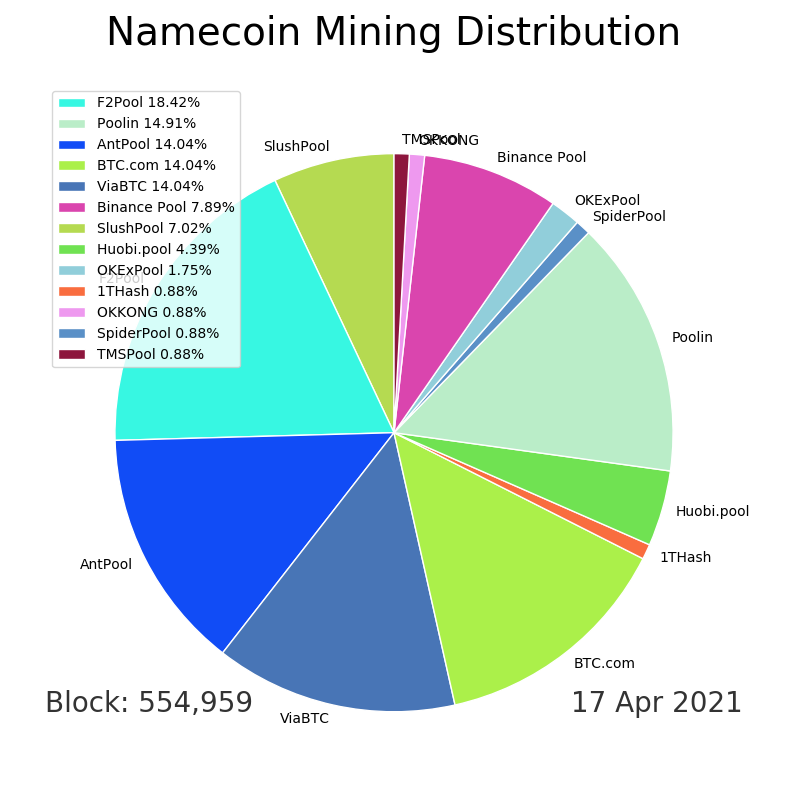 Namecoin Mining Distribution
F2Pool 18.42%
Poolin 14.91%
AntPool 14.04%
BTC.com 14.04%
ViaBTC 14.04%
Binance Pool 7.89%
SlushPool 7.02%
Huobi.pool 4.39%
OKExPool 1.75%
1THash 0.88%
OKKONG 0.88%
SpiderPool 0.88%
TMSPool 0.88%
TMSPool
OKKONG
SlushPool
Binance Pool
OKExPool
SpiderPool
F2Pool
Poolin
Huobi.pool
1THash
AntPool
BTC.com
ViaBTC
Block: 554,959
17 Apr 2021